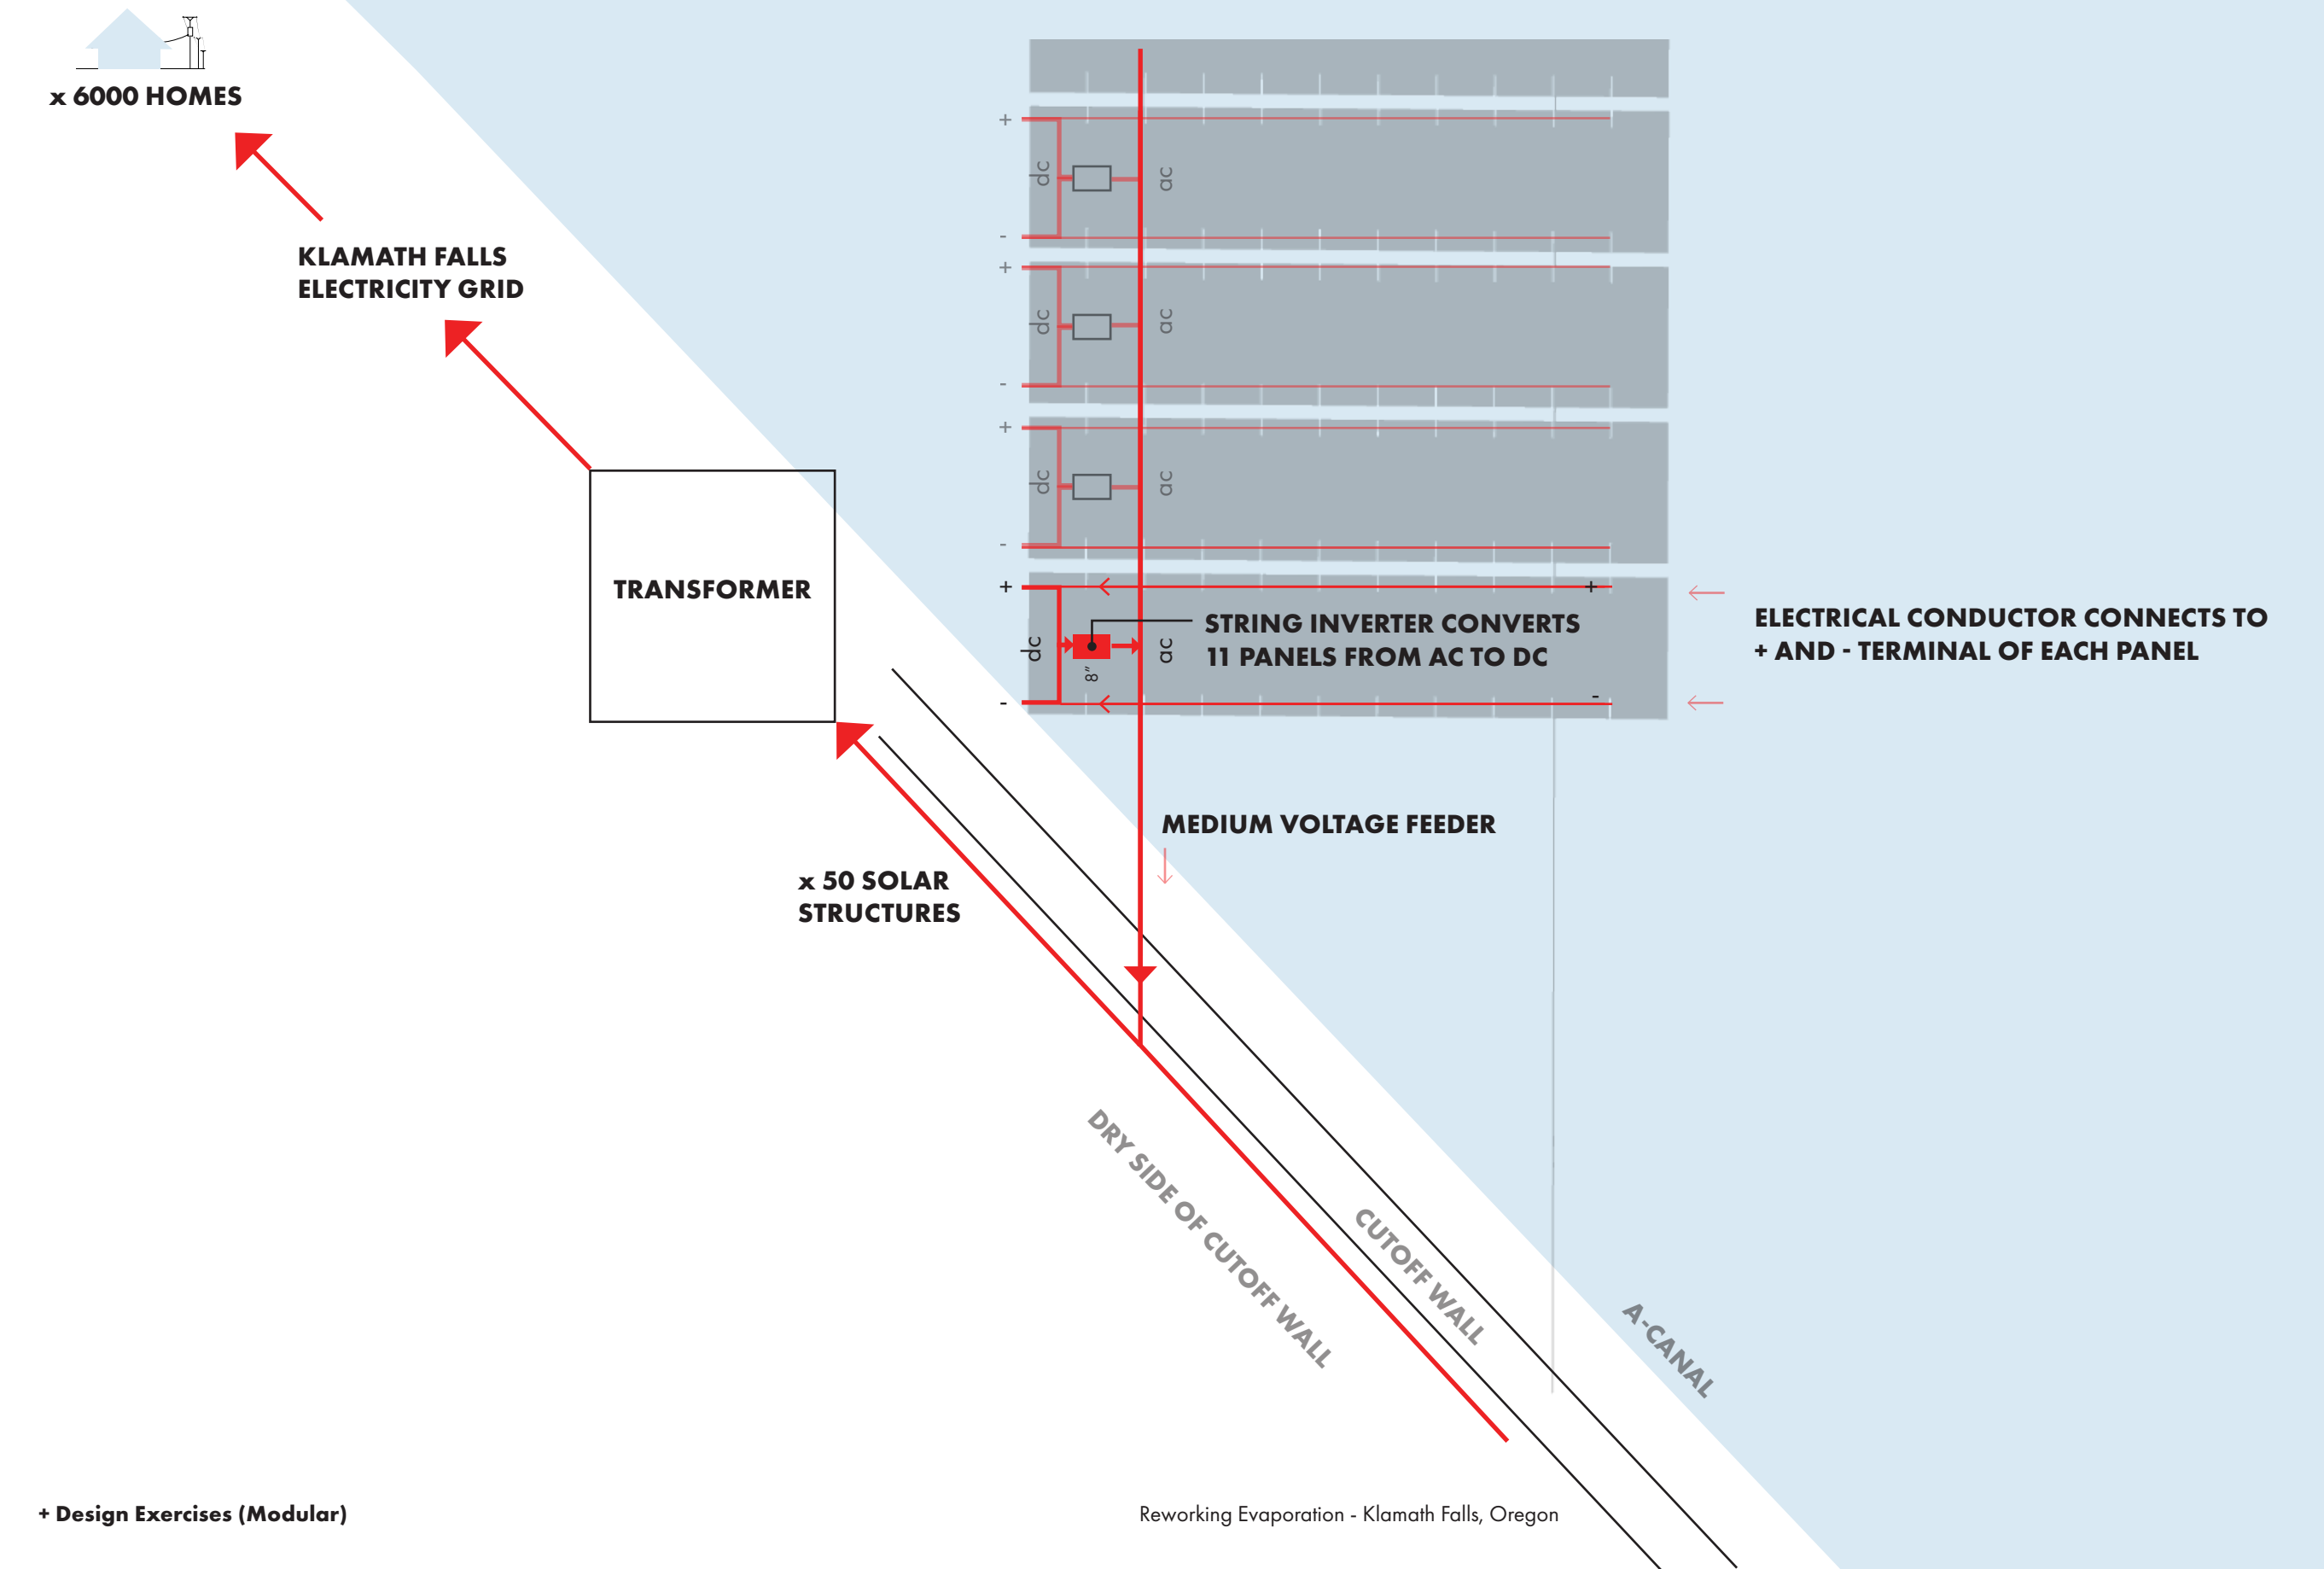 x 6000 HOMES
KLAMATH FALLS
ELECTRICITY GRID
TRANSFORMER
+
dc
ac
-
+
dc
ac
-
+
dc
ac
-
+
+
dc
8”
ac
-
-
STRING INVERTER CONVERTS
11 PANELS FROM AC TO DC
ELECTRICAL CONDUCTOR CONNECTS TO
+ AND - TERMINAL OF EACH PANEL
MEDIUM VOLTAGE FEEDER
x 50 SOLAR
STRUCTURES
DRY SIDE OF CUTOFF WALL
CUTOFF WALL
A-CANAL
+ Design Exercises (Modular)
Reworking Evaporation - Klamath Falls, Oregon